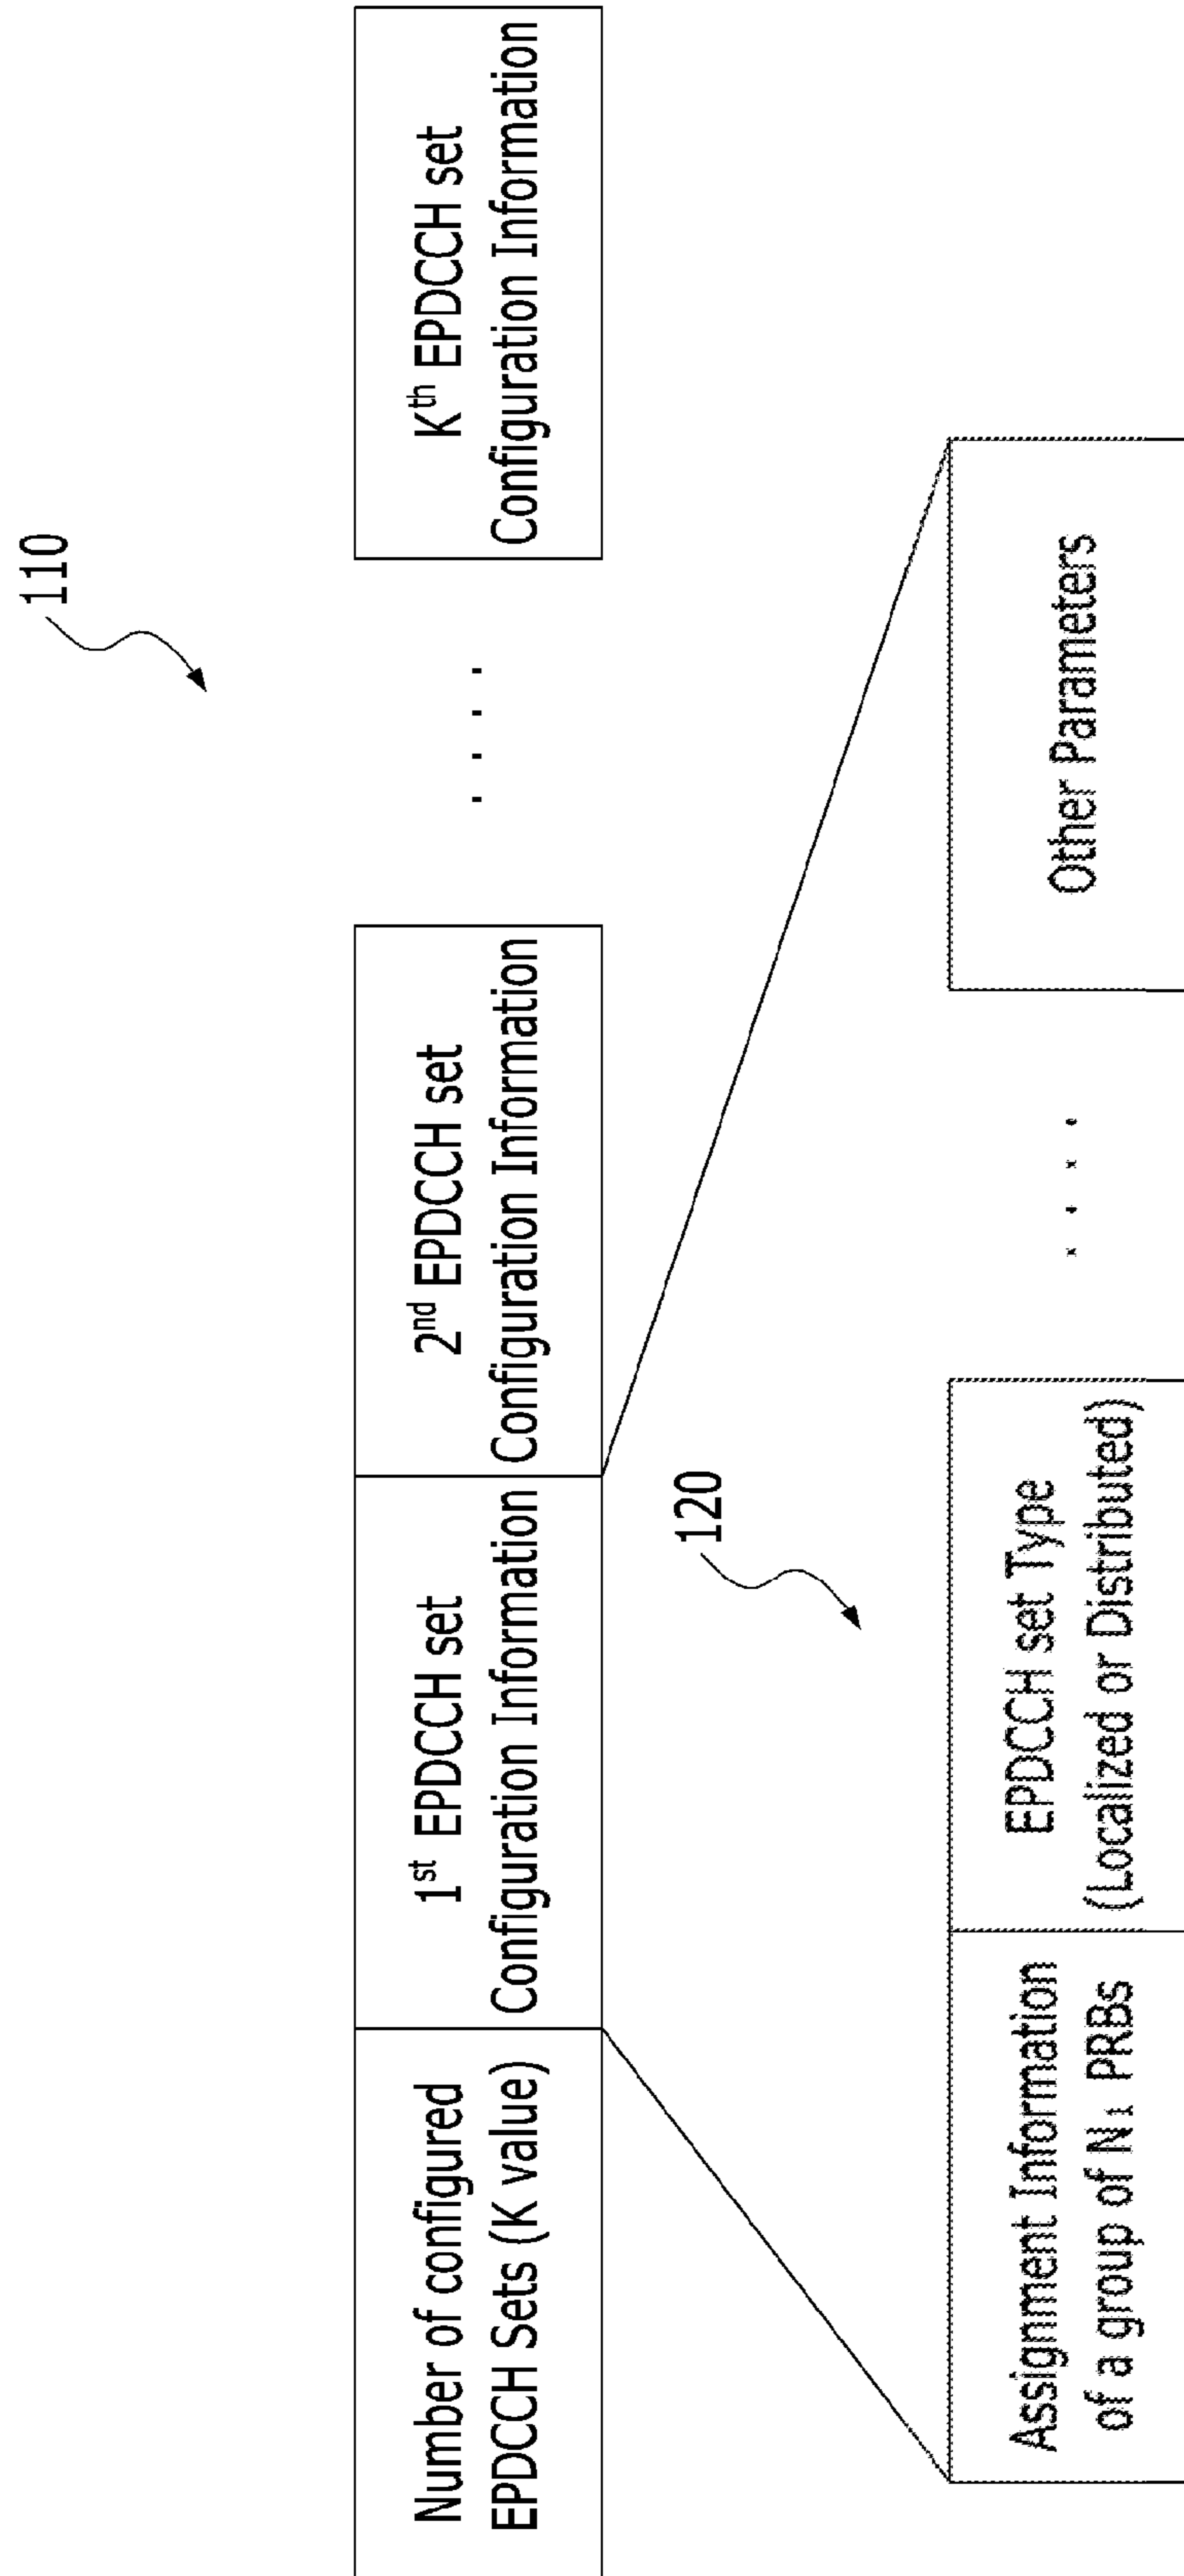 110
Number of configured
EPDCCH Sets (K value)
1st EPDCCH set
Configuration Information
2nd EPDCCH set
Configuration Information
. . . .
Kth EPDCCH set
Configuration Information
120
Assignment Information
of a group of N1 PRBs
EPDCCH set Type
(Localized or Distributed)
. . . .
Other Parameters